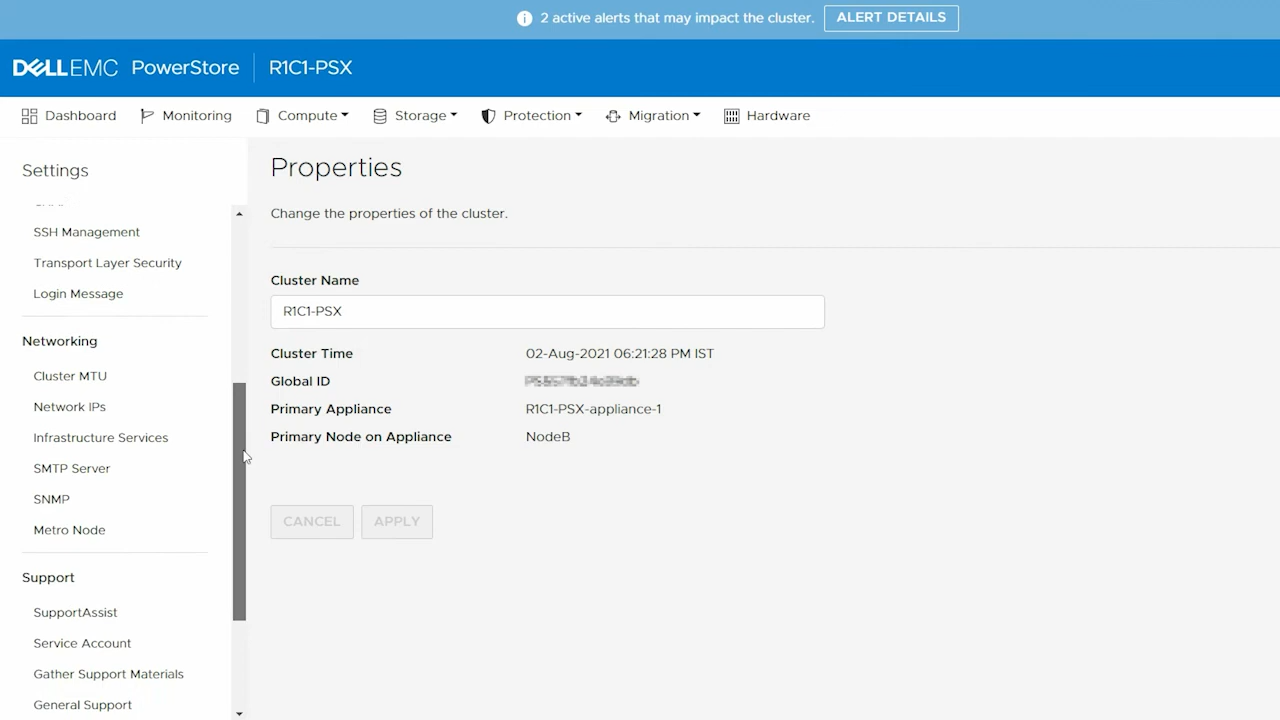 2 active alerts that may impact the cluster. ALERT DETAILS
DELLEMC PowerStore R1C1-PSX
Dashboard Monitoring Compute Storage Protection Migration Hardware
Settings
SSH Management
Transport Layer Security
Login Message
Networking
Cluster MTU
Network IPs
Infrastructure Services
SMTP Server
SNMP
Metro Node
Support
SupportAssist
Service Account
Gather Support Materials
General Support
Properties
Change the properties of the cluster.
Cluster Name
R1C1-PSX
Cluster Time 02-Aug-2021 06:21:28 PM IST
Global ID
Primary Appliance R1C1-PSX-appliance-1
Primary Node on Appliance NodeB
CANCEL APPLY